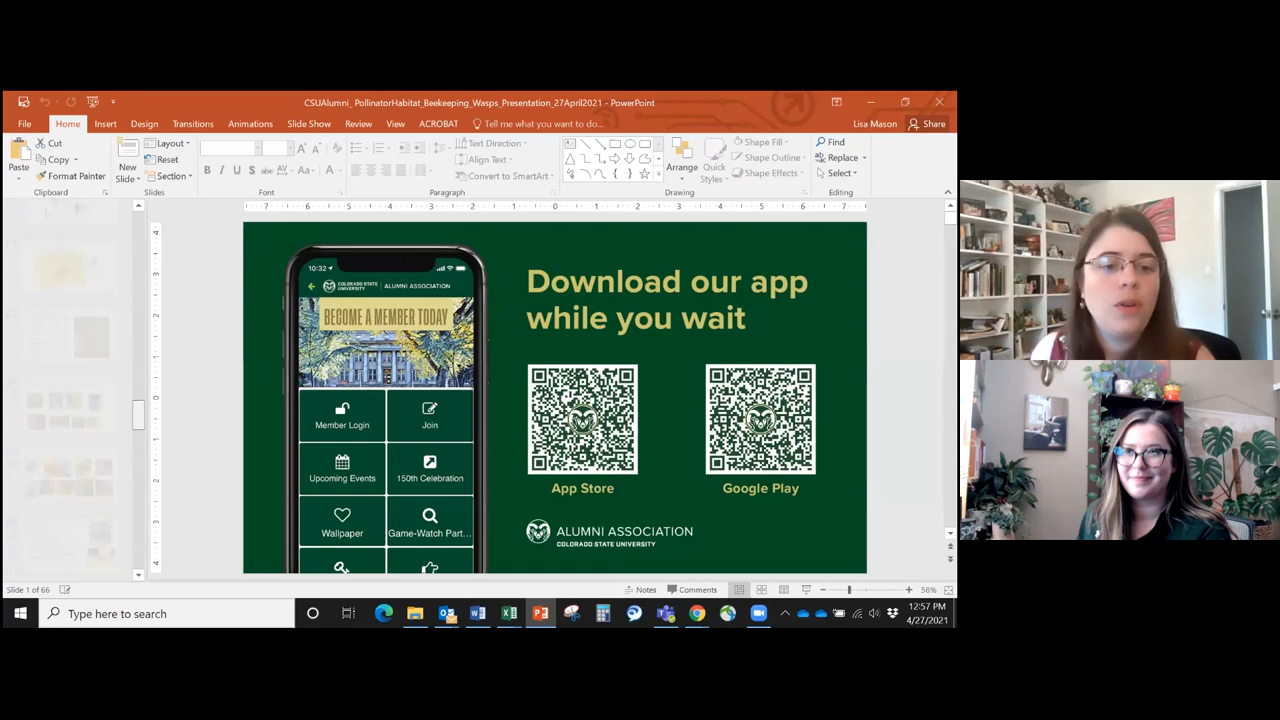 CSUAlumni_ PollinatorHabitat_Beekeeping_Wasps_Presentation_27April2021 - PowerPoint
File Home Insert Design Transitions Animations Slide Show Review View ACROBAT Tell me what you want to do... Lisa Mason Share
Paste
Cut
Copy
Format Painter
Clipboard
New Slide
Layout
Reset
Section
Slides
Font
Text Direction
Align Text
Convert to SmartArt
Paragraph
Arrange
Quick Styles
Shape Fill
Shape Outline
Shape Effects
Drawing
Find
Replace
Select
Editing
10:32
COLORADO STATE UNIVERSITY ALUMNI ASSOCIATION
BECOME A MEMBER TODAY
Member Login Join
Upcoming Events 150th Celebration
Wallpaper Game-Watch Part...
Download our app
while you wait
App Store Google Play
ALUMNI ASSOCIATION
COLORADO STATE UNIVERSITY
Slide 1 of 66 Notes Comments 58%
Type here to search
12:57 PM
4/27/2021